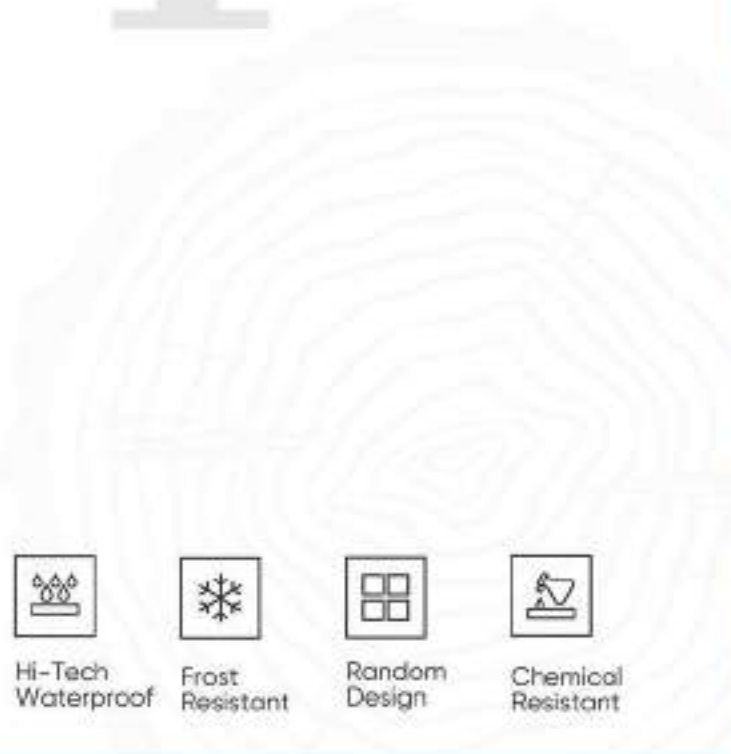 Hi-Tech
Waterproof
Frost
Resistant
Random
Design
Chemical
Resistant